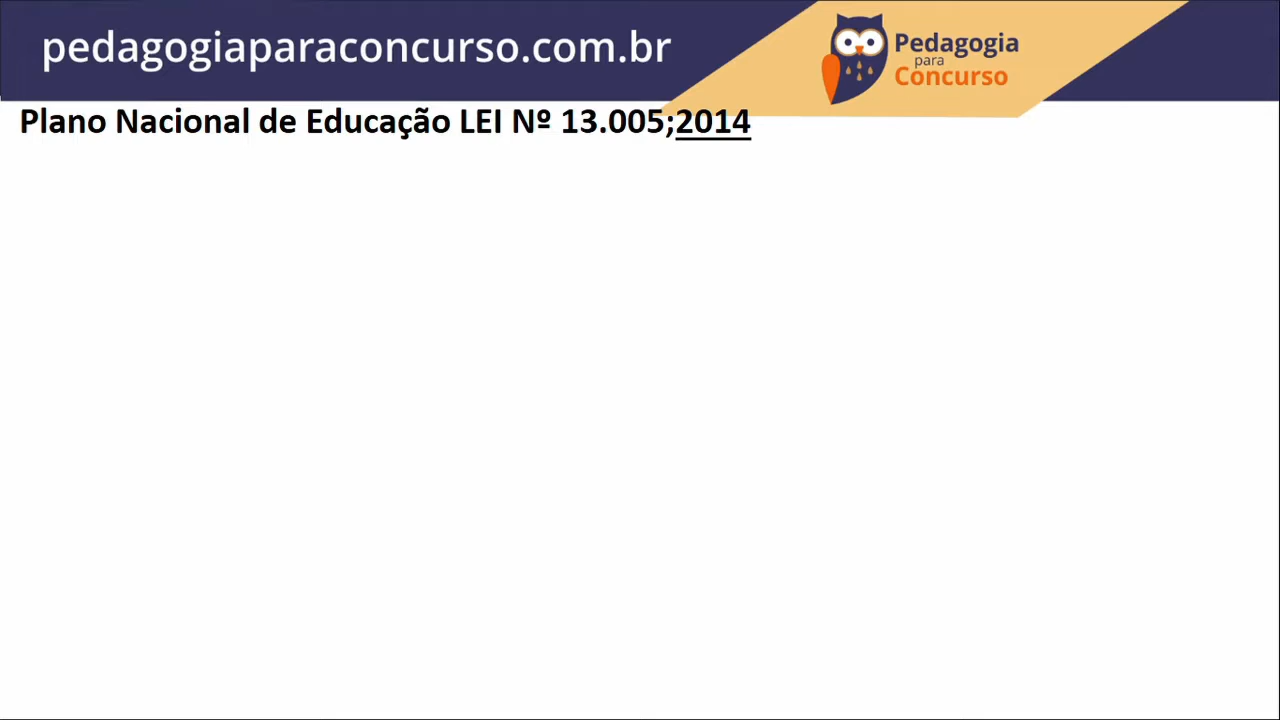 pedagogiaparaconcurso.com.br
Pedagogia
para
Concurso
Plano Nacional de Educação LEI Nº 13.005;2014